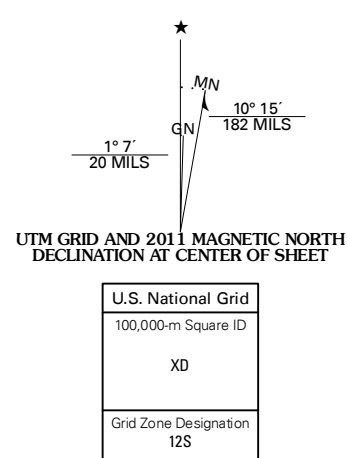 MN
10° 15´
182 MILS
GN
1° 7´
20 MILS
UTM GRID AND 2011 MAGNETIC NORTH
DECLINATION AT CENTER OF SHEET
U.S. National Grid
100,000-m Square ID
XD
Grid Zone Designation
12S